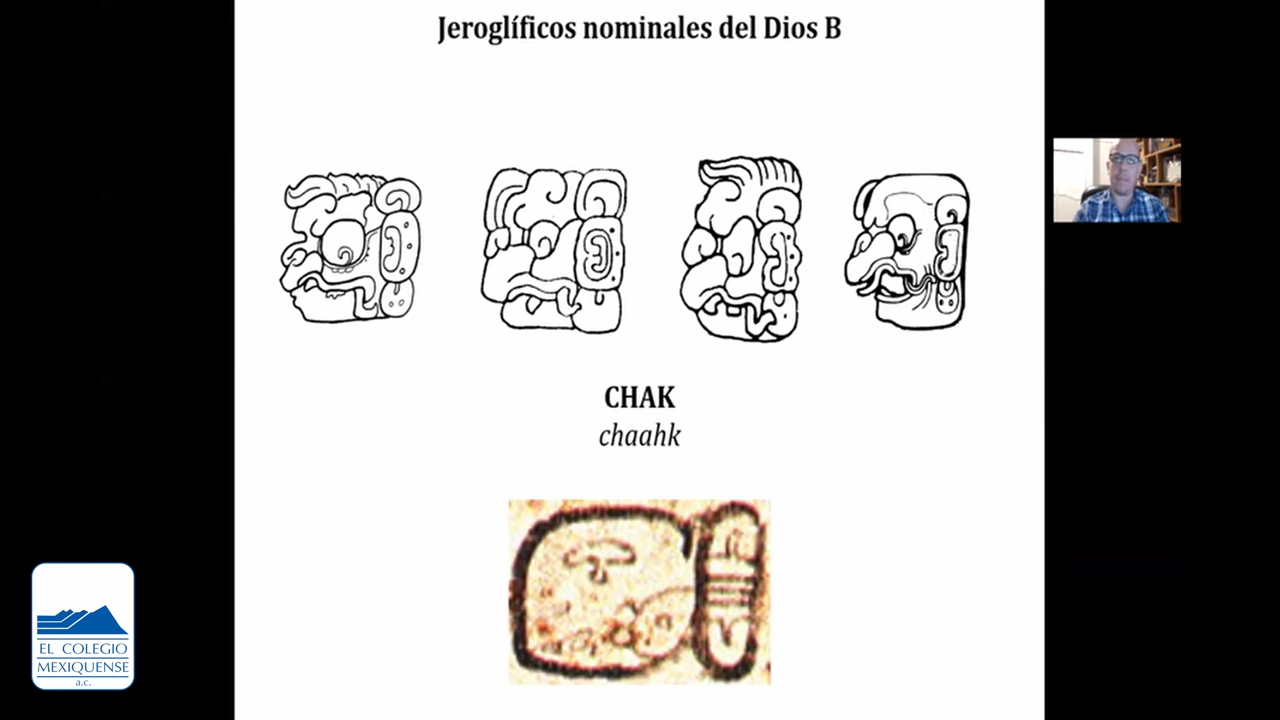 Jeroglíficos nominales del Dios B
CHAK
chaahk
EL COLEGIO
MEXIQUENSE
a.c.